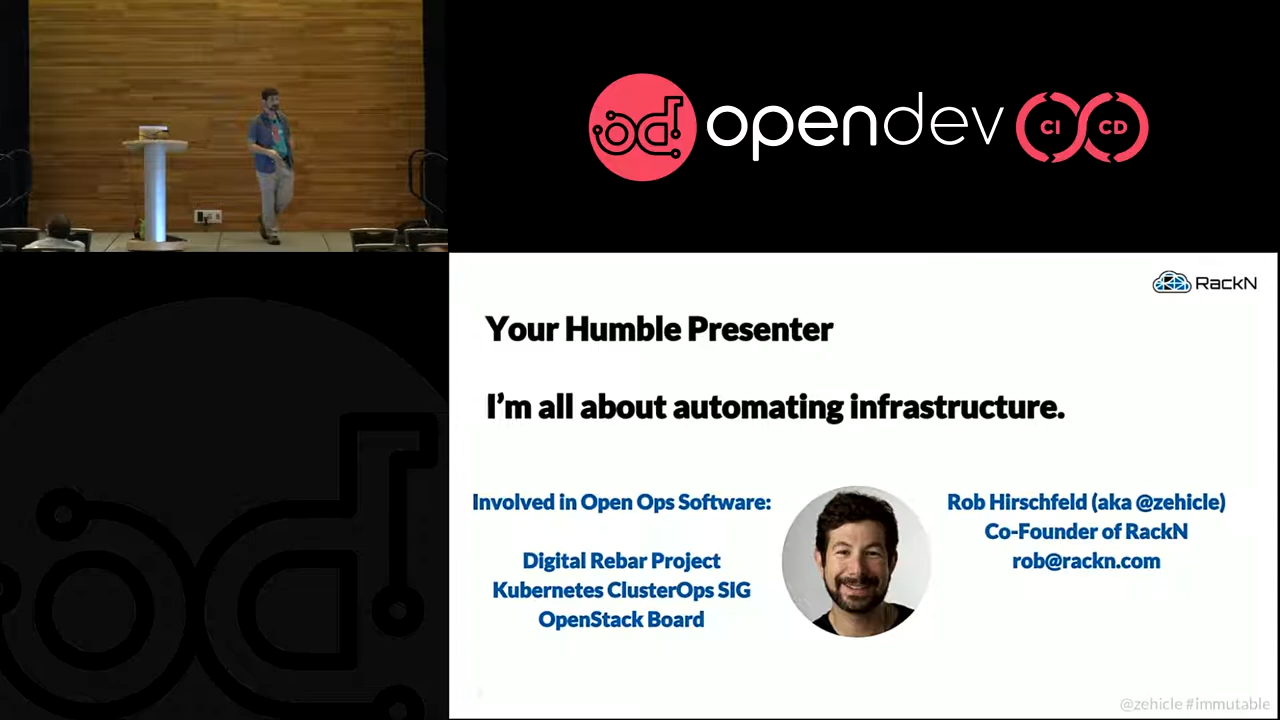 od opendev CI CD
RackN
Your Humble Presenter
I'm all about automating infrastructure.
Involved in Open Ops Software:
Digital Rebar Project
Kubernetes ClusterOps SIG
OpenStack Board
Rob Hirschfeld (aka @zehicle)
Co-Founder of RackN
rob@rackn.com
@zehicle #immutable